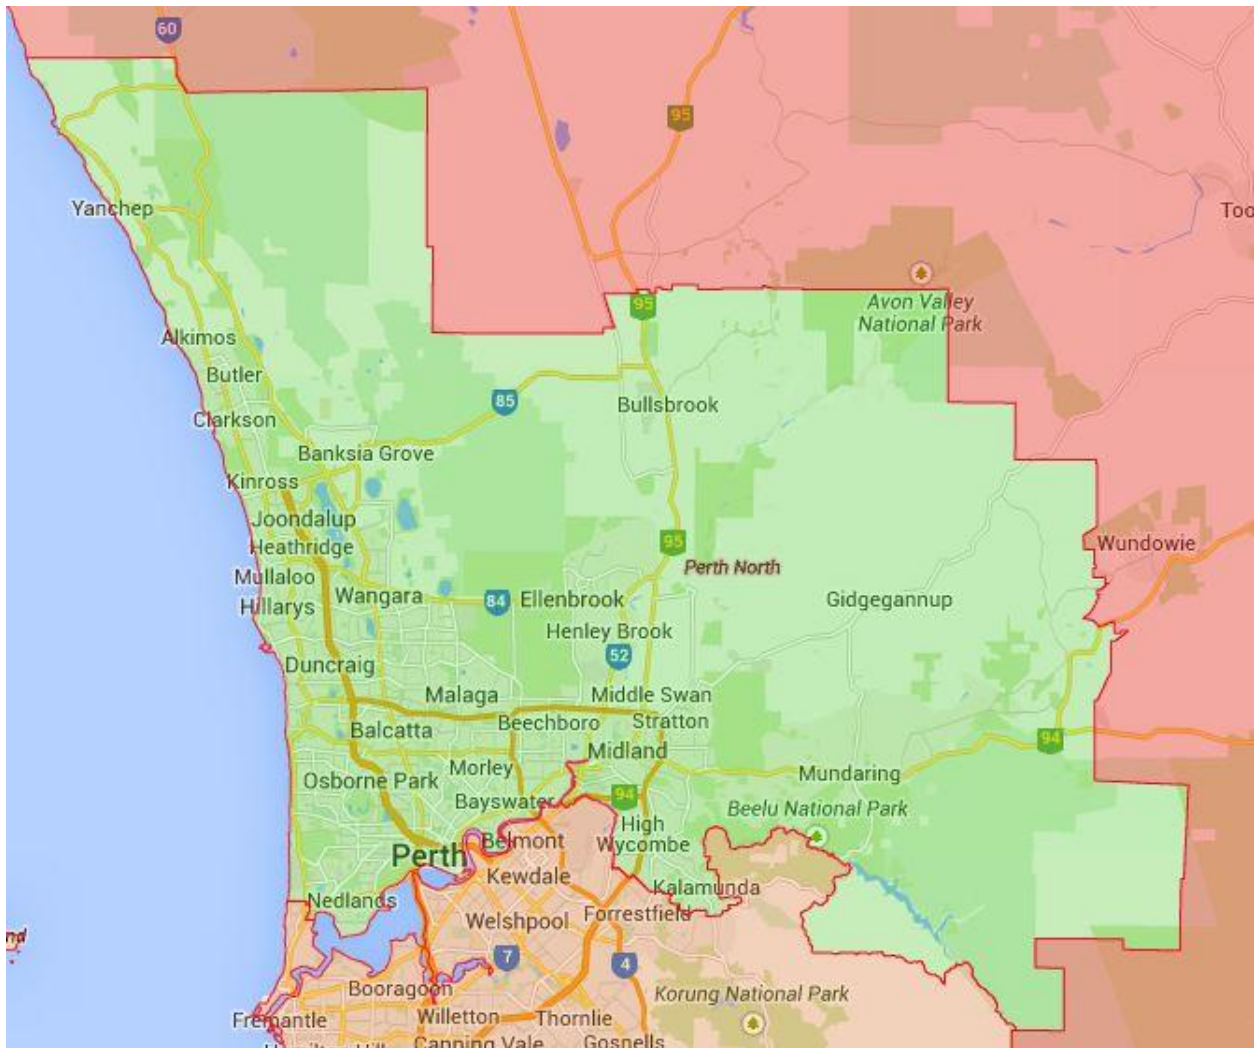 60
95
Yanchep
Too
95
Avon Valley
National Park
Alkimos
Butler
85
Bullsbrook
Clarkson
Banksia Grove
Kinross
Joondalup
95
Wundowie
Heathridge
Perth North
Mullaloo
Wangara
84
Ellenbrook
Gidgegannup
Hillarys
Henley Brook
52
Duncraig
Malaga
Middle Swan
Beechboro
Stratton
Balcatta
94
Midland
Morley
Mundaring
Osborne Park
Bayswater
94
Beelu National Park
High
Wycombe
Belmont
Perth
Kewdale
Kalamunda
Nedlands
Welshpool
Forrestfield
nd
7
4
Booragoon
Korung National Park
Fremantle
Willetton
Thornlie
Hamilton Hill
Canning Vale
Gosnells